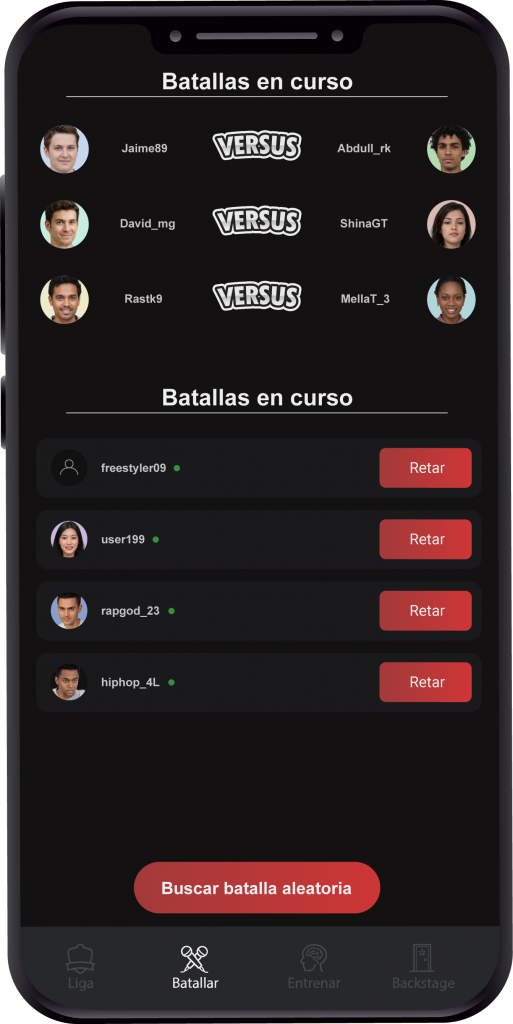 Batallas en curso
Jaime89 VERSUS Abdull_rk
David_mg VERSUS ShinaGT
Rastk9 VERSUS MellaT_3
Batallas en curso
freestyler09 Retar
user199 Retar
rapgod_23 Retar
hiphop_4L Retar
Buscar batalla aleatoria
Liga Batallar Entrenar Backstage